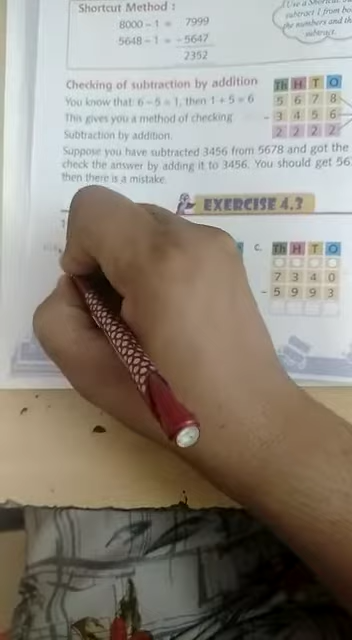 Shortcut Method :
8000 – 1 = 7999
5648 – 1 = – 5647
2352
subtract 1 from bo
the numbers and th
subtract.
Checking of subtraction by addition
You know that 6 – 5 = 1, then 1 + 5 = 6
This gives you a method of checking
Subtraction by addition.
Th H T O
5 6 7 8
– 3 4 5 6
2 2 2 2
Suppose you have subtracted 3456 from 5678 and got the
check the answer by adding it to 3456. You should get 56
then there is a mistake.
EXERCISE 4.3
c. Th H T O
7 3 4 0
– 5 9 9 3